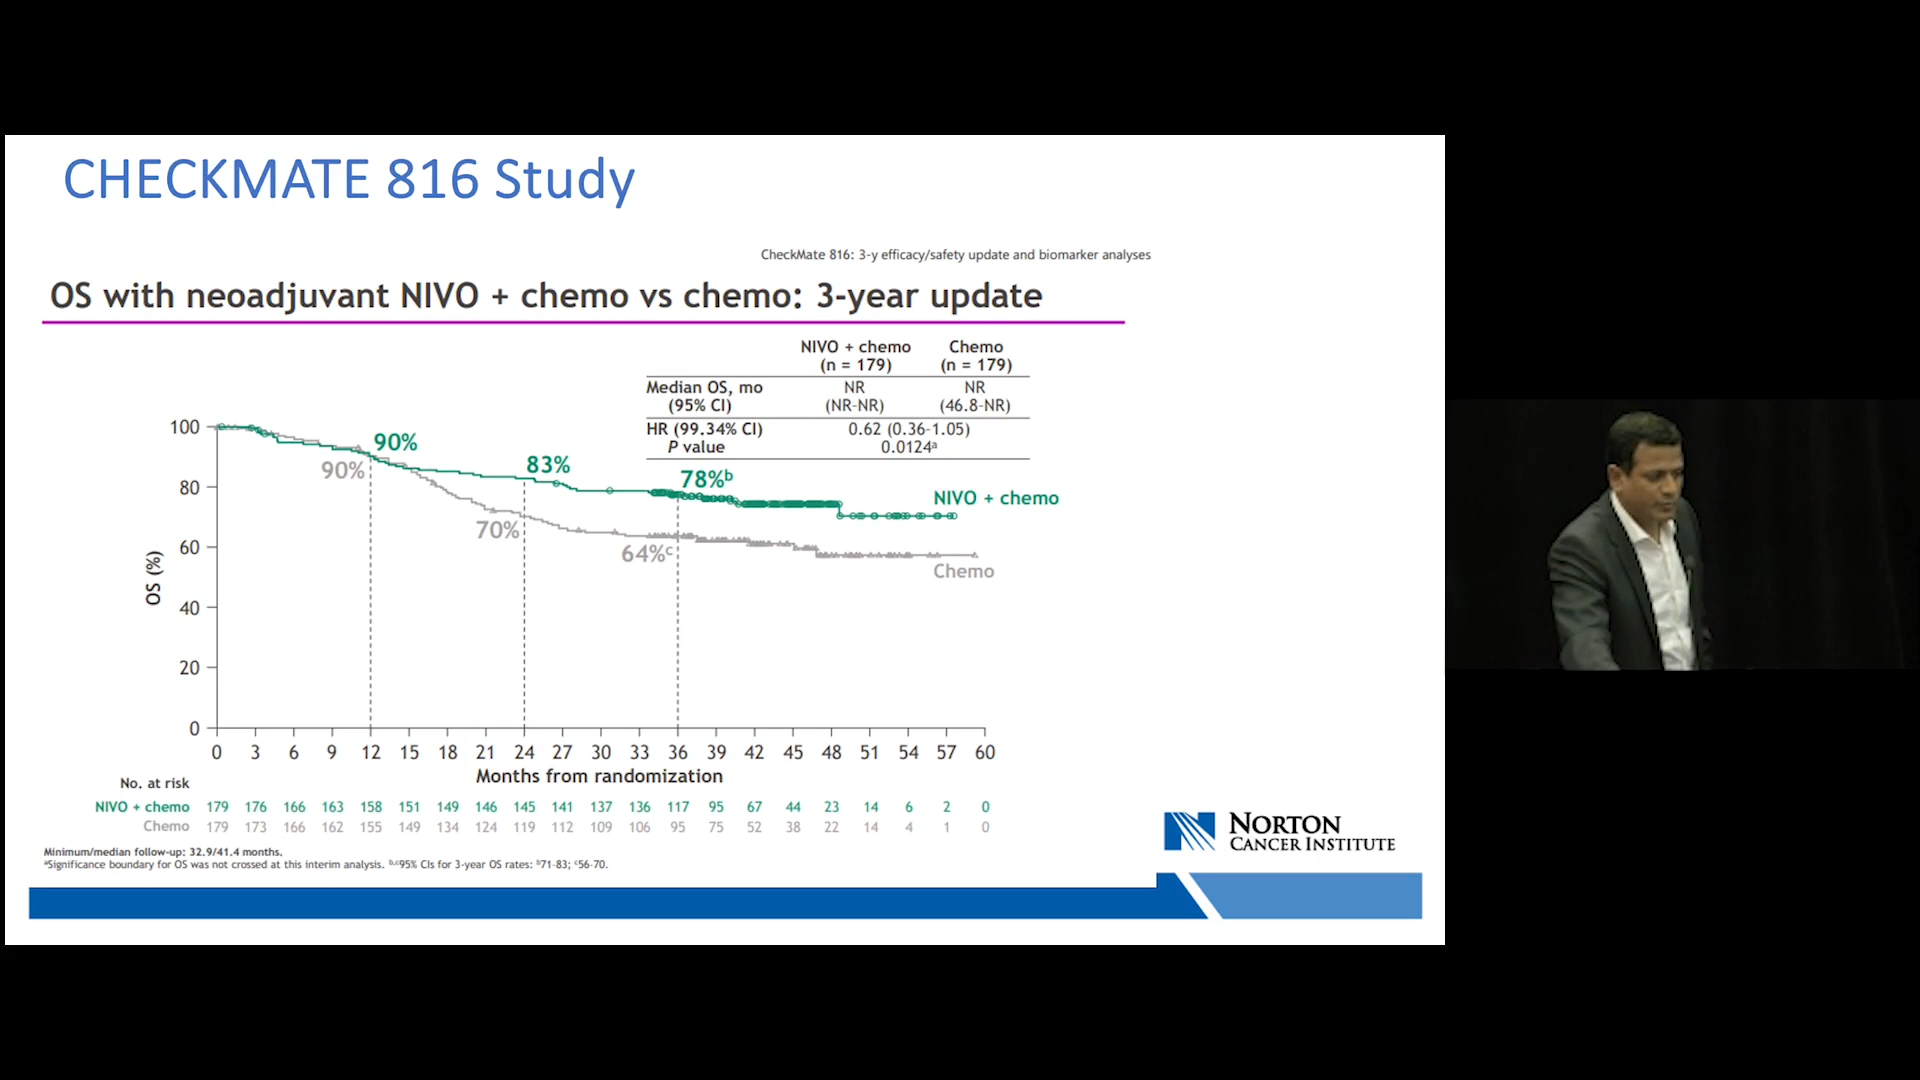 CHECKMATE 816 Study
CheckMate 816: 3-y efficacy/safety update and biomarker analyses
OS with neoadjuvant NIVO + chemo vs chemo: 3-year update
NIVO + chemo Chemo
(n = 179) (n = 179)
Median OS, mo NR NR
(95% CI) (NR-NR) (46.8-NR)
HR (99.34% CI) 0.62 (0.36-1.05)
P value 0.0124ᵃ
100
80
60
40
20
0
OS (%)
90%
90%
83%
70%
78%ᵇ
64%ᶜ
NIVO + chemo
Chemo
0 3 6 9 12 15 18 21 24 27 30 33 36 39 42 45 48 51 54 57 60
Months from randomization
No. at risk
NIVO + chemo 179 176 166 163 158 151 149 146 145 141 137 136 117 95 67 44 23 14 6 2 0
Chemo 179 173 166 162 155 149 134 124 119 112 109 106 95 75 52 38 22 14 4 1 0
Minimum/median follow-up: 32.9/41.4 months.
ᵃSignificance boundary for OS was not crossed at this interim analysis. ᵇ,ᶜ95% CIs for 3-year OS rates: ᵇ71-83; ᶜ56-70.
NORTON
CANCER INSTITUTE